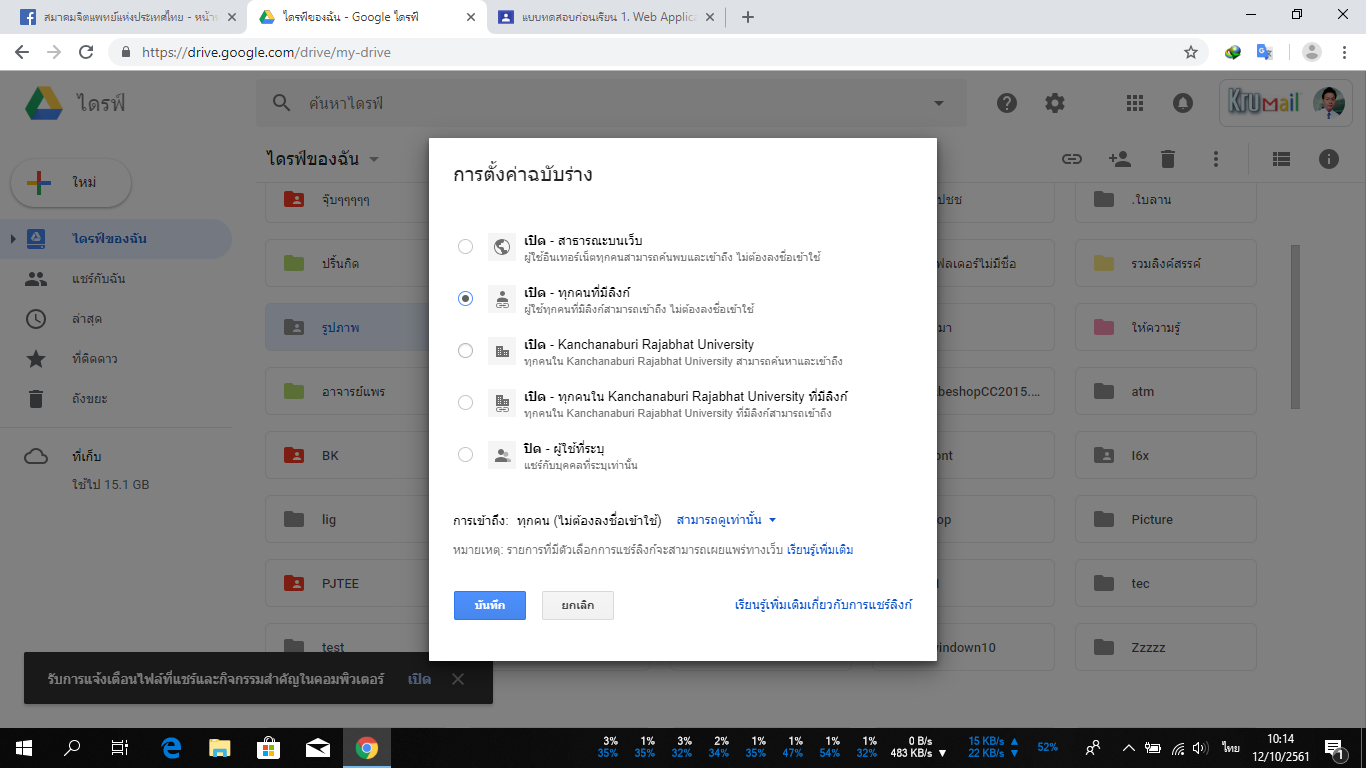 สมาคมจิตแพทย์แห่งประเทศไทย - หน้า
ไดรฟ์ของฉัน - Google ไดรฟ์
แบบทดสอบก่อนเรียน 1. Web Applic
https://drive.google.com/drive/my-drive
ไดรฟ์
ค้นหาไดรฟ์
KruMail
ไดรฟ์ของฉัน
ใหม่
ไดรฟ์ของฉัน
แชร์กับฉัน
ล่าสุด
ที่ติดดาว
ถังขยะ
ที่เก็บ
ใช้ไป 15.1 GB
จุ๊บๆๆๆๆๆ
ปชช
.ใบลาน
ปริ้นกิด
ฟลเดอร์ไม่มีชื่อ
รวมลิงค์สรรค์
รูปภาพ
มา
ให้ความรู้
อาจารย์แพร
beshopCC2015....
atm
BK
ont
I6x
lig
op
Picture
PJTEE
tec
test
vindown10
Zzzzz
การตั้งค่าฉบับร่าง
เปิด - สาธารณะบนเว็บ
ผู้ใช้อินเทอร์เน็ตทุกคนสามารถค้นพบและเข้าถึง ไม่ต้องลงชื่อเข้าใช้
เปิด - ทุกคนที่มีลิงก์
ผู้ใช้ทุกคนที่มีลิงก์สามารถเข้าถึง ไม่ต้องลงชื่อเข้าใช้
เปิด - Kanchanaburi Rajabhat University
ทุกคนใน Kanchanaburi Rajabhat University สามารถค้นหาและเข้าถึง
เปิด - ทุกคนใน Kanchanaburi Rajabhat University ที่มีลิงก์
ทุกคนใน Kanchanaburi Rajabhat University ที่มีลิงก์สามารถเข้าถึง
ปิด - ผู้ใช้ที่ระบุ
แชร์กับบุคคลที่ระบุเท่านั้น
การเข้าถึง: ทุกคน (ไม่ต้องลงชื่อเข้าใช้) สามารถดูเท่านั้น
หมายเหตุ: รายการที่มีตัวเลือกการแชร์ลิงก์จะสามารถเผยแพร่ทางเว็บ เรียนรู้เพิ่มเติม
บันทึก
ยกเลิก
เรียนรู้เพิ่มเติมเกี่ยวกับการแชร์ลิงก์
รับการแจ้งเตือนไฟล์ที่แชร์และกิจกรรมสำคัญในคอมพิวเตอร์ เปิด
3% 1% 3% 2% 1% 1% 1% 1% 0 B/s 15 KB/s
35% 35% 32% 34% 35% 47% 54% 32% 483 KB/s 22 KB/s
52%
ไทย
10:14
12/10/2561
1